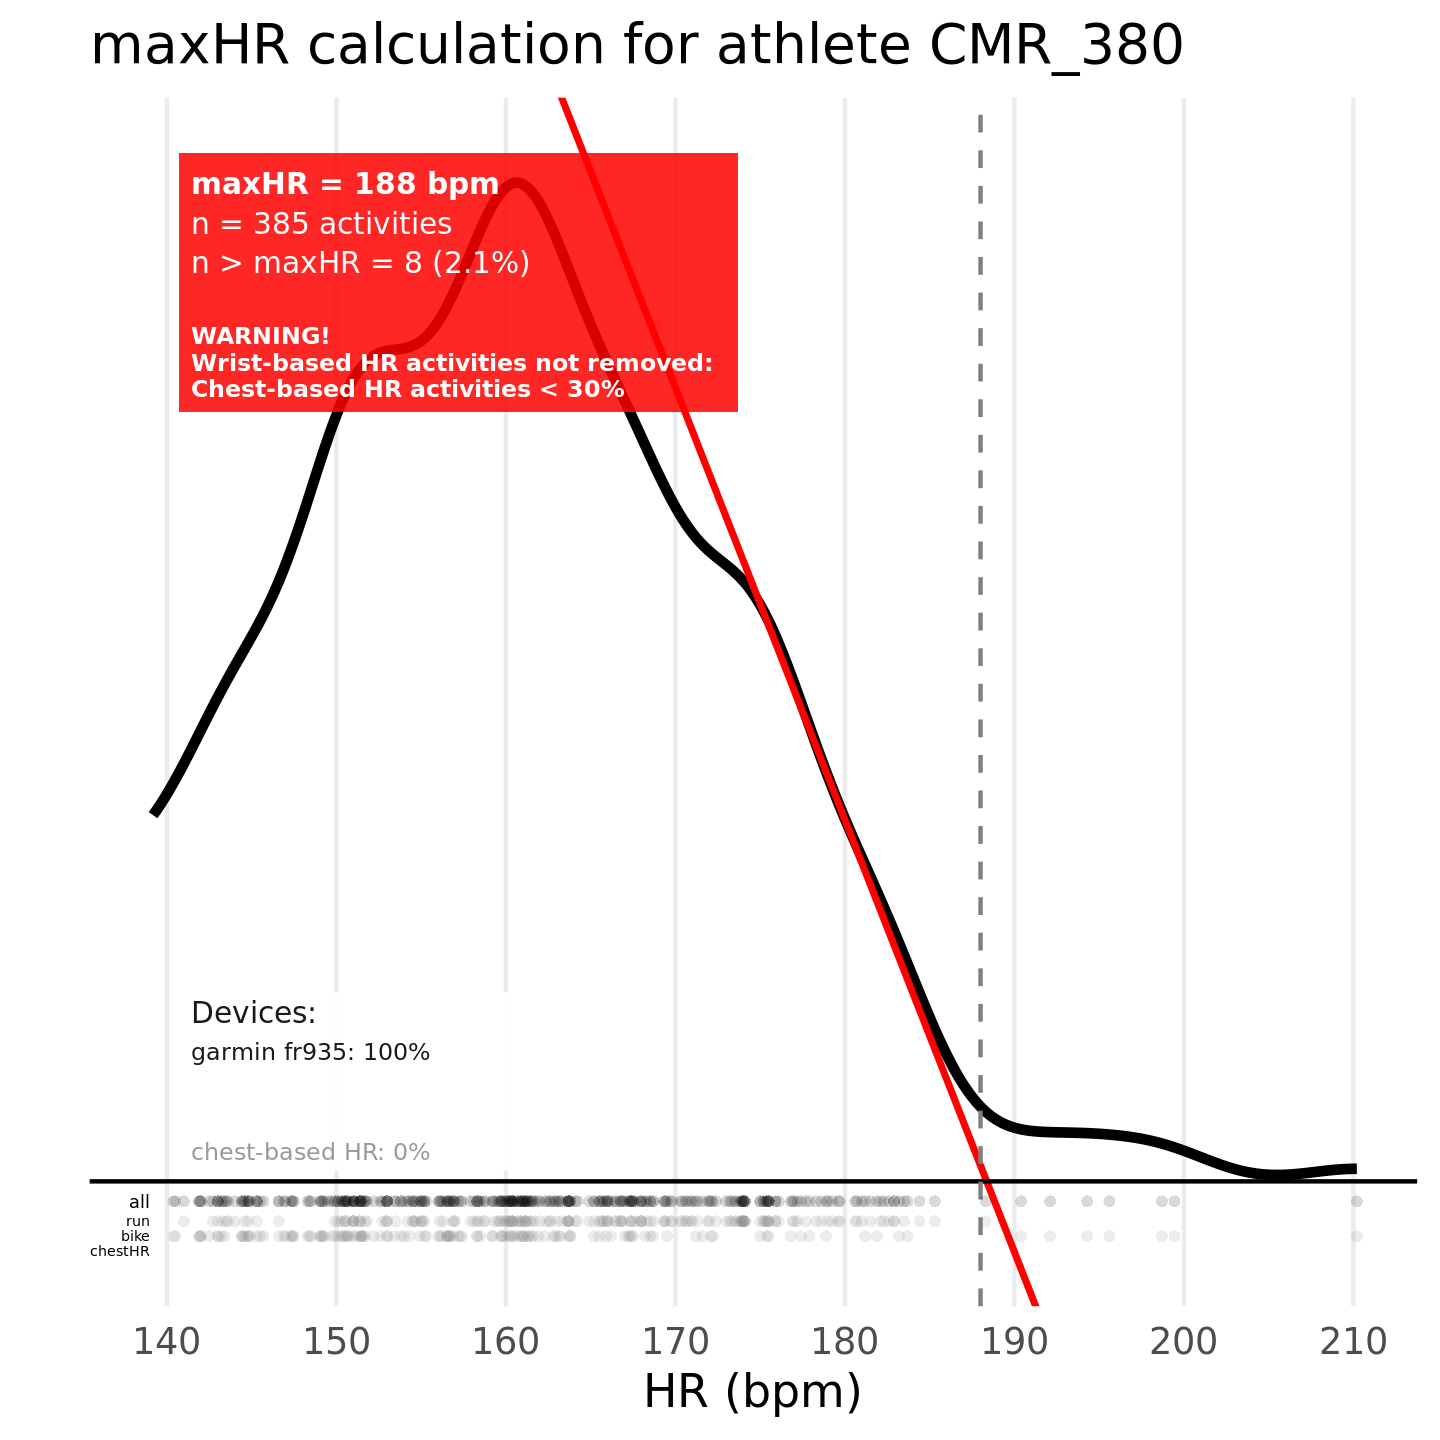 maxHR calculation for athlete CMR_380
maxHR = 188 bpm
n = 385 activities
n > maxHR = 8 (2.1%)
WARNING!
Wrist-based HR activities not removed:
Chest-based HR activities < 30%
Devices:
garmin fr935: 100%
chest-based HR: 0%
all
run
bike
chestHR
140 150 160 170 180 190 200 210
HR (bpm)